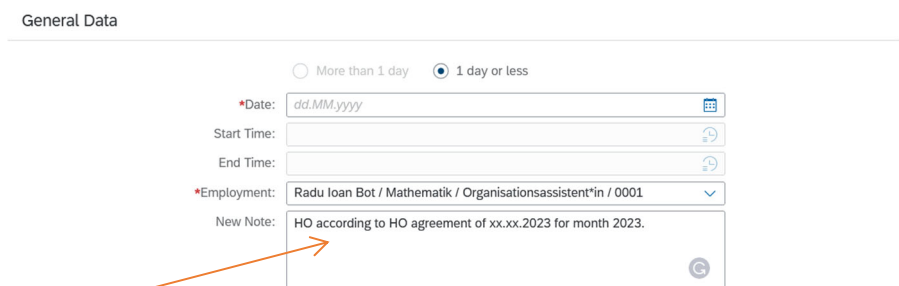 General Data
More than 1 day 1 day or less
*Date: dd.MM.yyyy
Start Time:
End Time:
*Employment: Radu Ioan Bot / Mathematik / Organisationsassistent*in / 0001
New Note: HO according to HO agreement of xx.xx.2023 for month 2023.